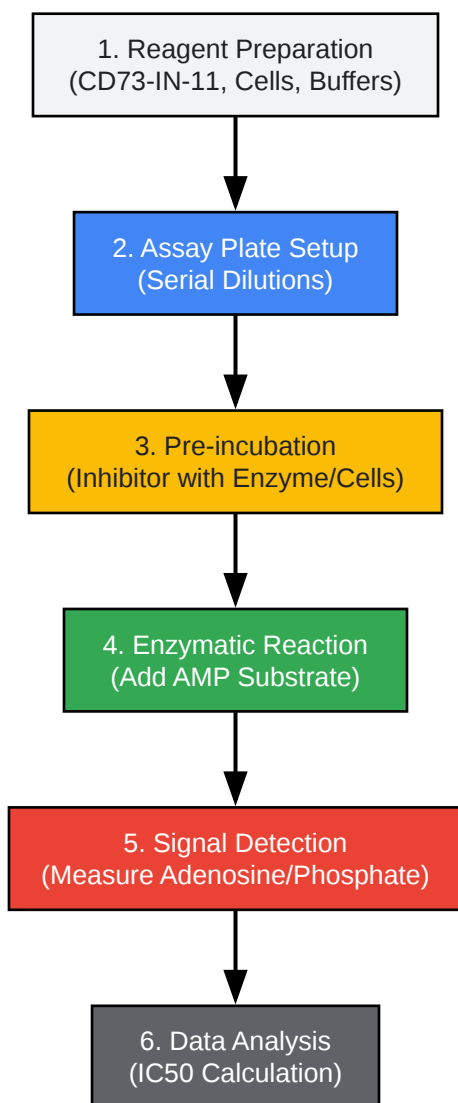 1. Reagent Preparation
(CD73-IN-11, Cells, Buffers)
2. Assay Plate Setup
(Serial Dilutions)
3. Pre-incubation
(Inhibitor with Enzyme/Cells)
4. Enzymatic Reaction
(Add AMP Substrate)
5. Signal Detection
(Measure Adenosine/Phosphate)
6. Data Analysis
(IC50 Calculation)